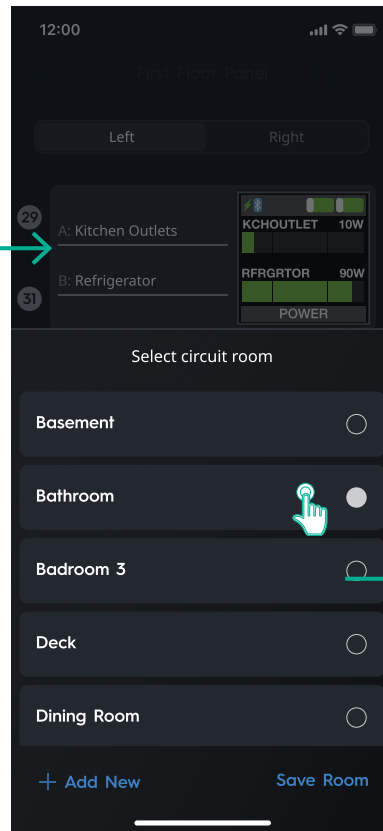 12:00
First Floor Panel
Left Right
29
A: Kitchen Outlets
KCHOUTLET 10W
B: Refrigerator
RFRGRTOR 90W
31
POWER
Select circuit room
Basement
Bathroom
Badroom 3
Deck
Dining Room
+ Add New Save Room